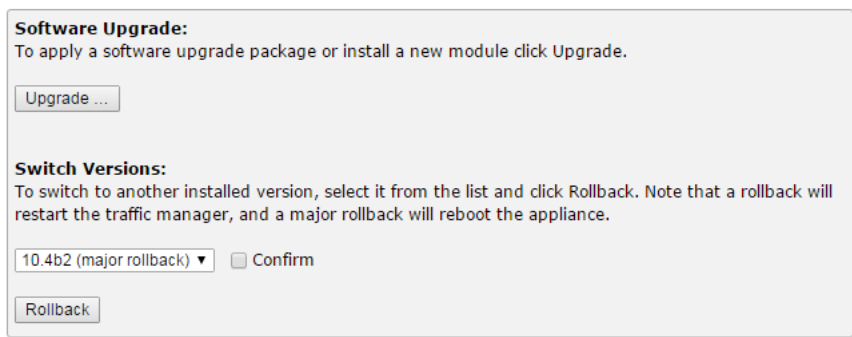 Software Upgrade:
To apply a software upgrade package or install a new module click Upgrade.
Upgrade ...
Switch Versions:
To switch to another installed version, select it from the list and click Rollback. Note that a rollback will
restart the traffic manager, and a major rollback will reboot the appliance.
10.4b2 (major rollback) ▼ Confirm
Rollback